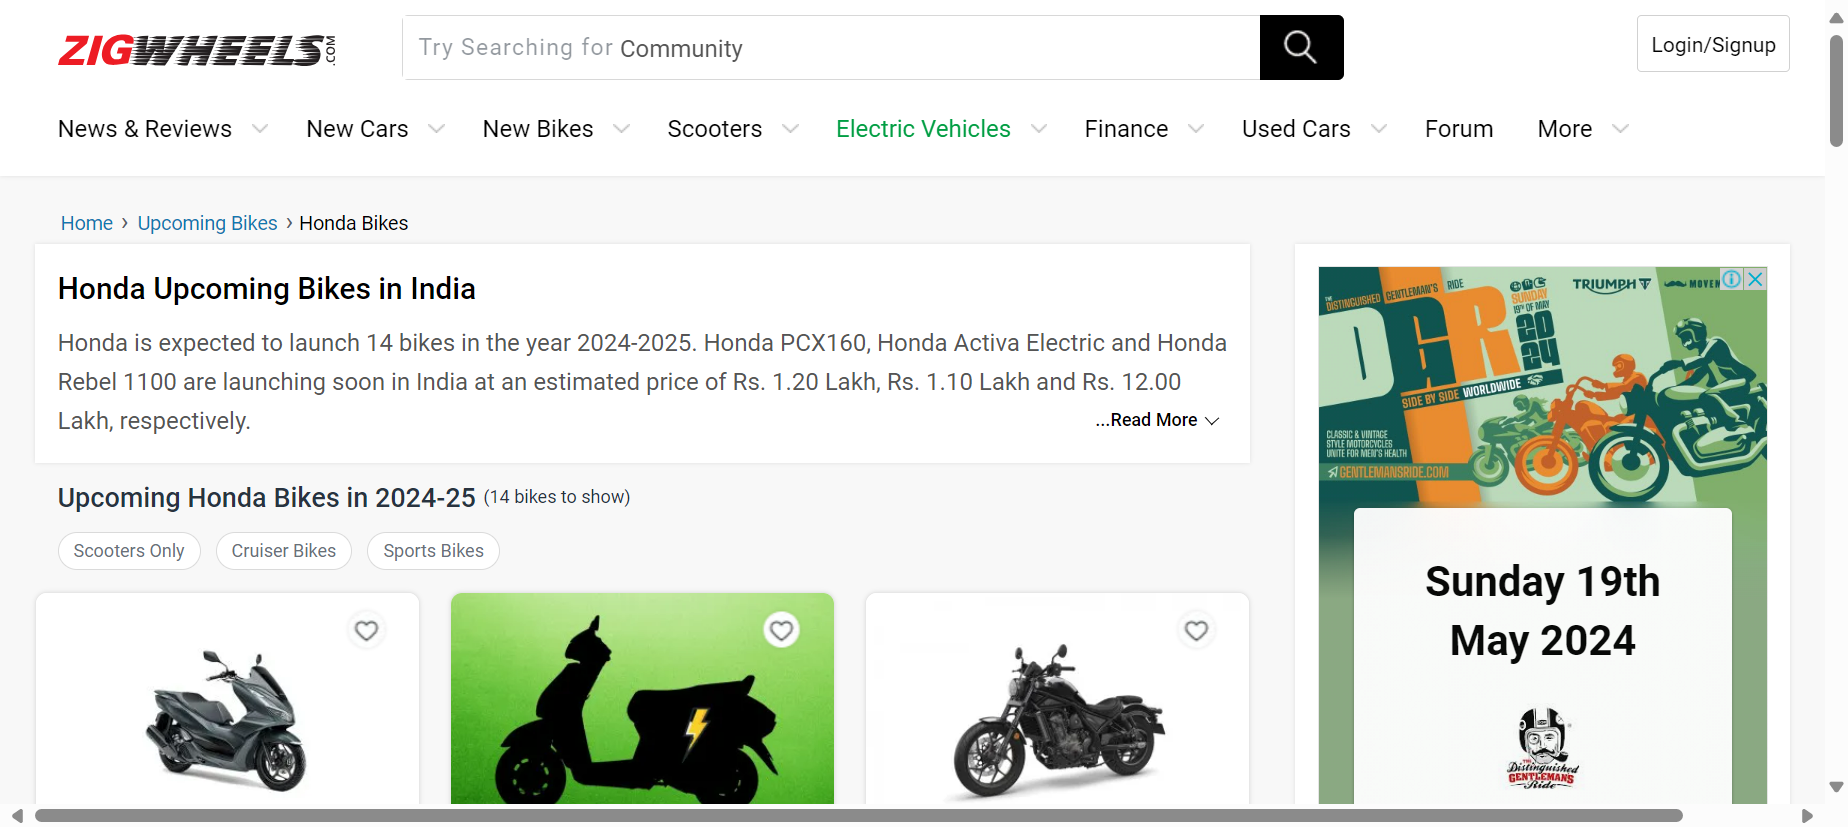 ZIGWHEELS.COM
Try Searching for Community
Login/Signup
News & Reviews New Cars New Bikes Scooters Electric Vehicles Finance Used Cars Forum More
Home › Upcoming Bikes › Honda Bikes
Honda Upcoming Bikes in India
Honda is expected to launch 14 bikes in the year 2024-2025. Honda PCX160, Honda Activa Electric and Honda
Rebel 1100 are launching soon in India at an estimated price of Rs. 1.20 Lakh, Rs. 1.10 Lakh and Rs. 12.00
Lakh, respectively.
...Read More
Upcoming Honda Bikes in 2024-25 (14 bikes to show)
Scooters Only Cruiser Bikes Sports Bikes
THE DISTINGUISHED GENTLEMAN'S RIDE
DGR
SUNDAY
19TH OF MAY
2024
TRIUMPH
MOVEM
SIDE BY SIDE WORLDWIDE
CLASSIC & VINTAGE
STYLE MOTORCYCLES
UNITE FOR MEN'S HEALTH
GENTLEMANSRIDE.COM
Sunday 19th
May 2024
THE
Distinguished
GENTLEMANS
Ride